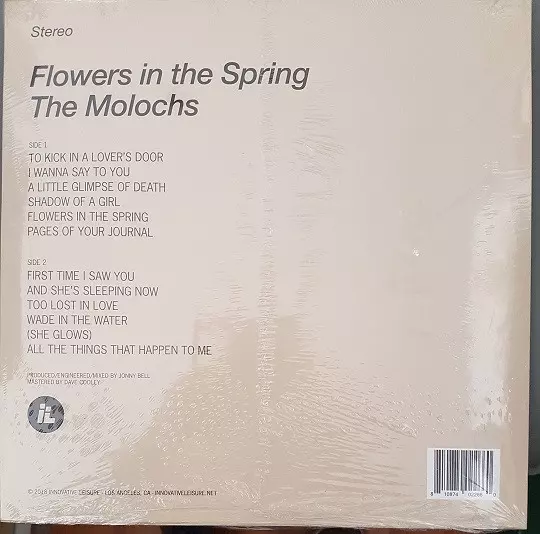 Stereo
Flowers in the Spring
The Molochs
SIDE 1
TO KICK IN A LOVER'S DOOR
I WANNA SAY TO YOU
A LITTLE GLIMPSE OF DEATH
SHADOW OF A GIRL
FLOWERS IN THE SPRING
PAGES OF YOUR JOURNAL
SIDE 2
FIRST TIME I SAW YOU
AND SHE'S SLEEPING NOW
TOO LOST IN LOVE
WADE IN THE WATER
(SHE GLOWS)
ALL THE THINGS THAT HAPPEN TO ME
PRODUCED/ENGINEERED/MIXED BY JONNY BELL
MASTERED BY DAVE COOLEY
iL
© 2018 INNOVATIVE LEISURE - LOS ANGELES, CA - INNOVATIVELEISURE.NET